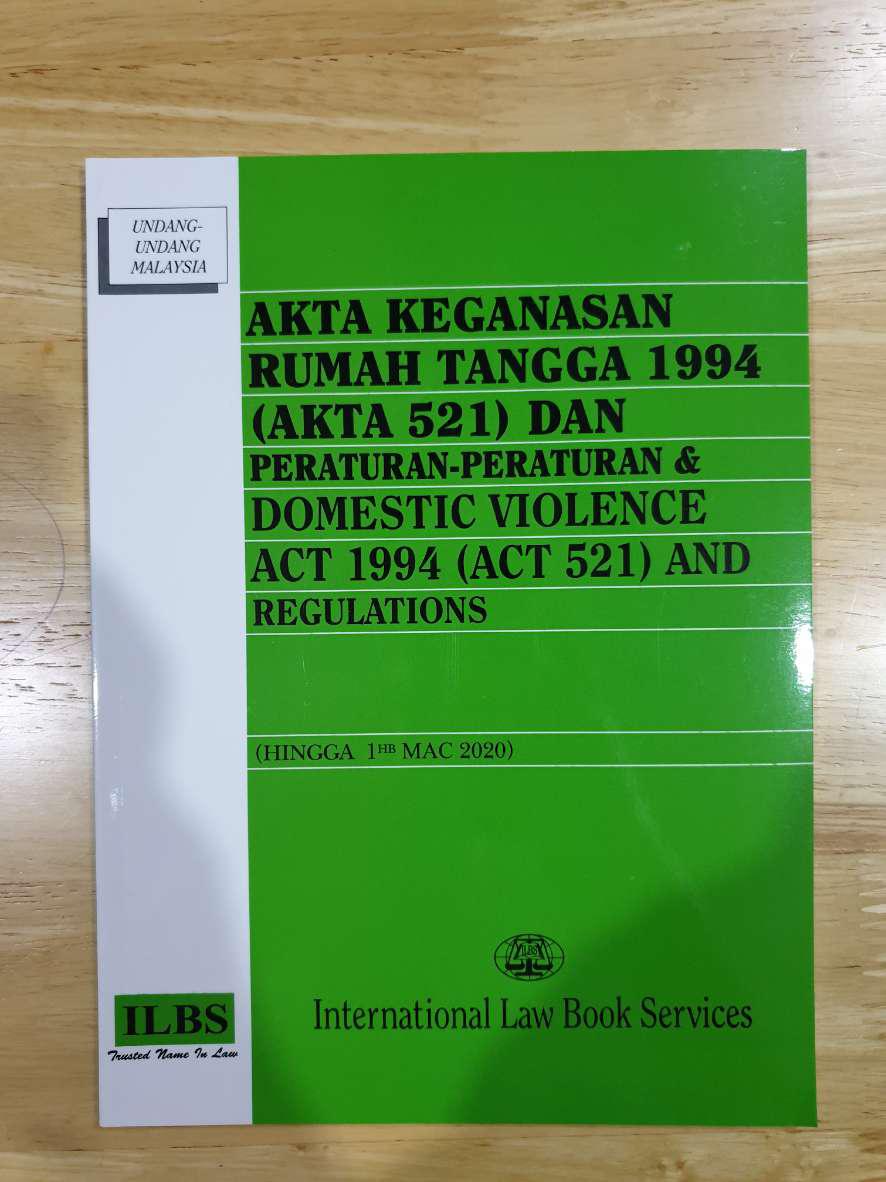 UNDANG-
UNDANG
MALAYSIA
AKTA KEGANASAN
RUMAH TANGGA 1994
(AKTA 521) DAN
PERATURAN-PERATURAN &
DOMESTIC VIOLENCE
ACT 1994 (ACT 521) AND
REGULATIONS
(HINGGA 1HB MAC 2020)
ILBS
International Law Book Services
ILBS
Trusted Name In Law